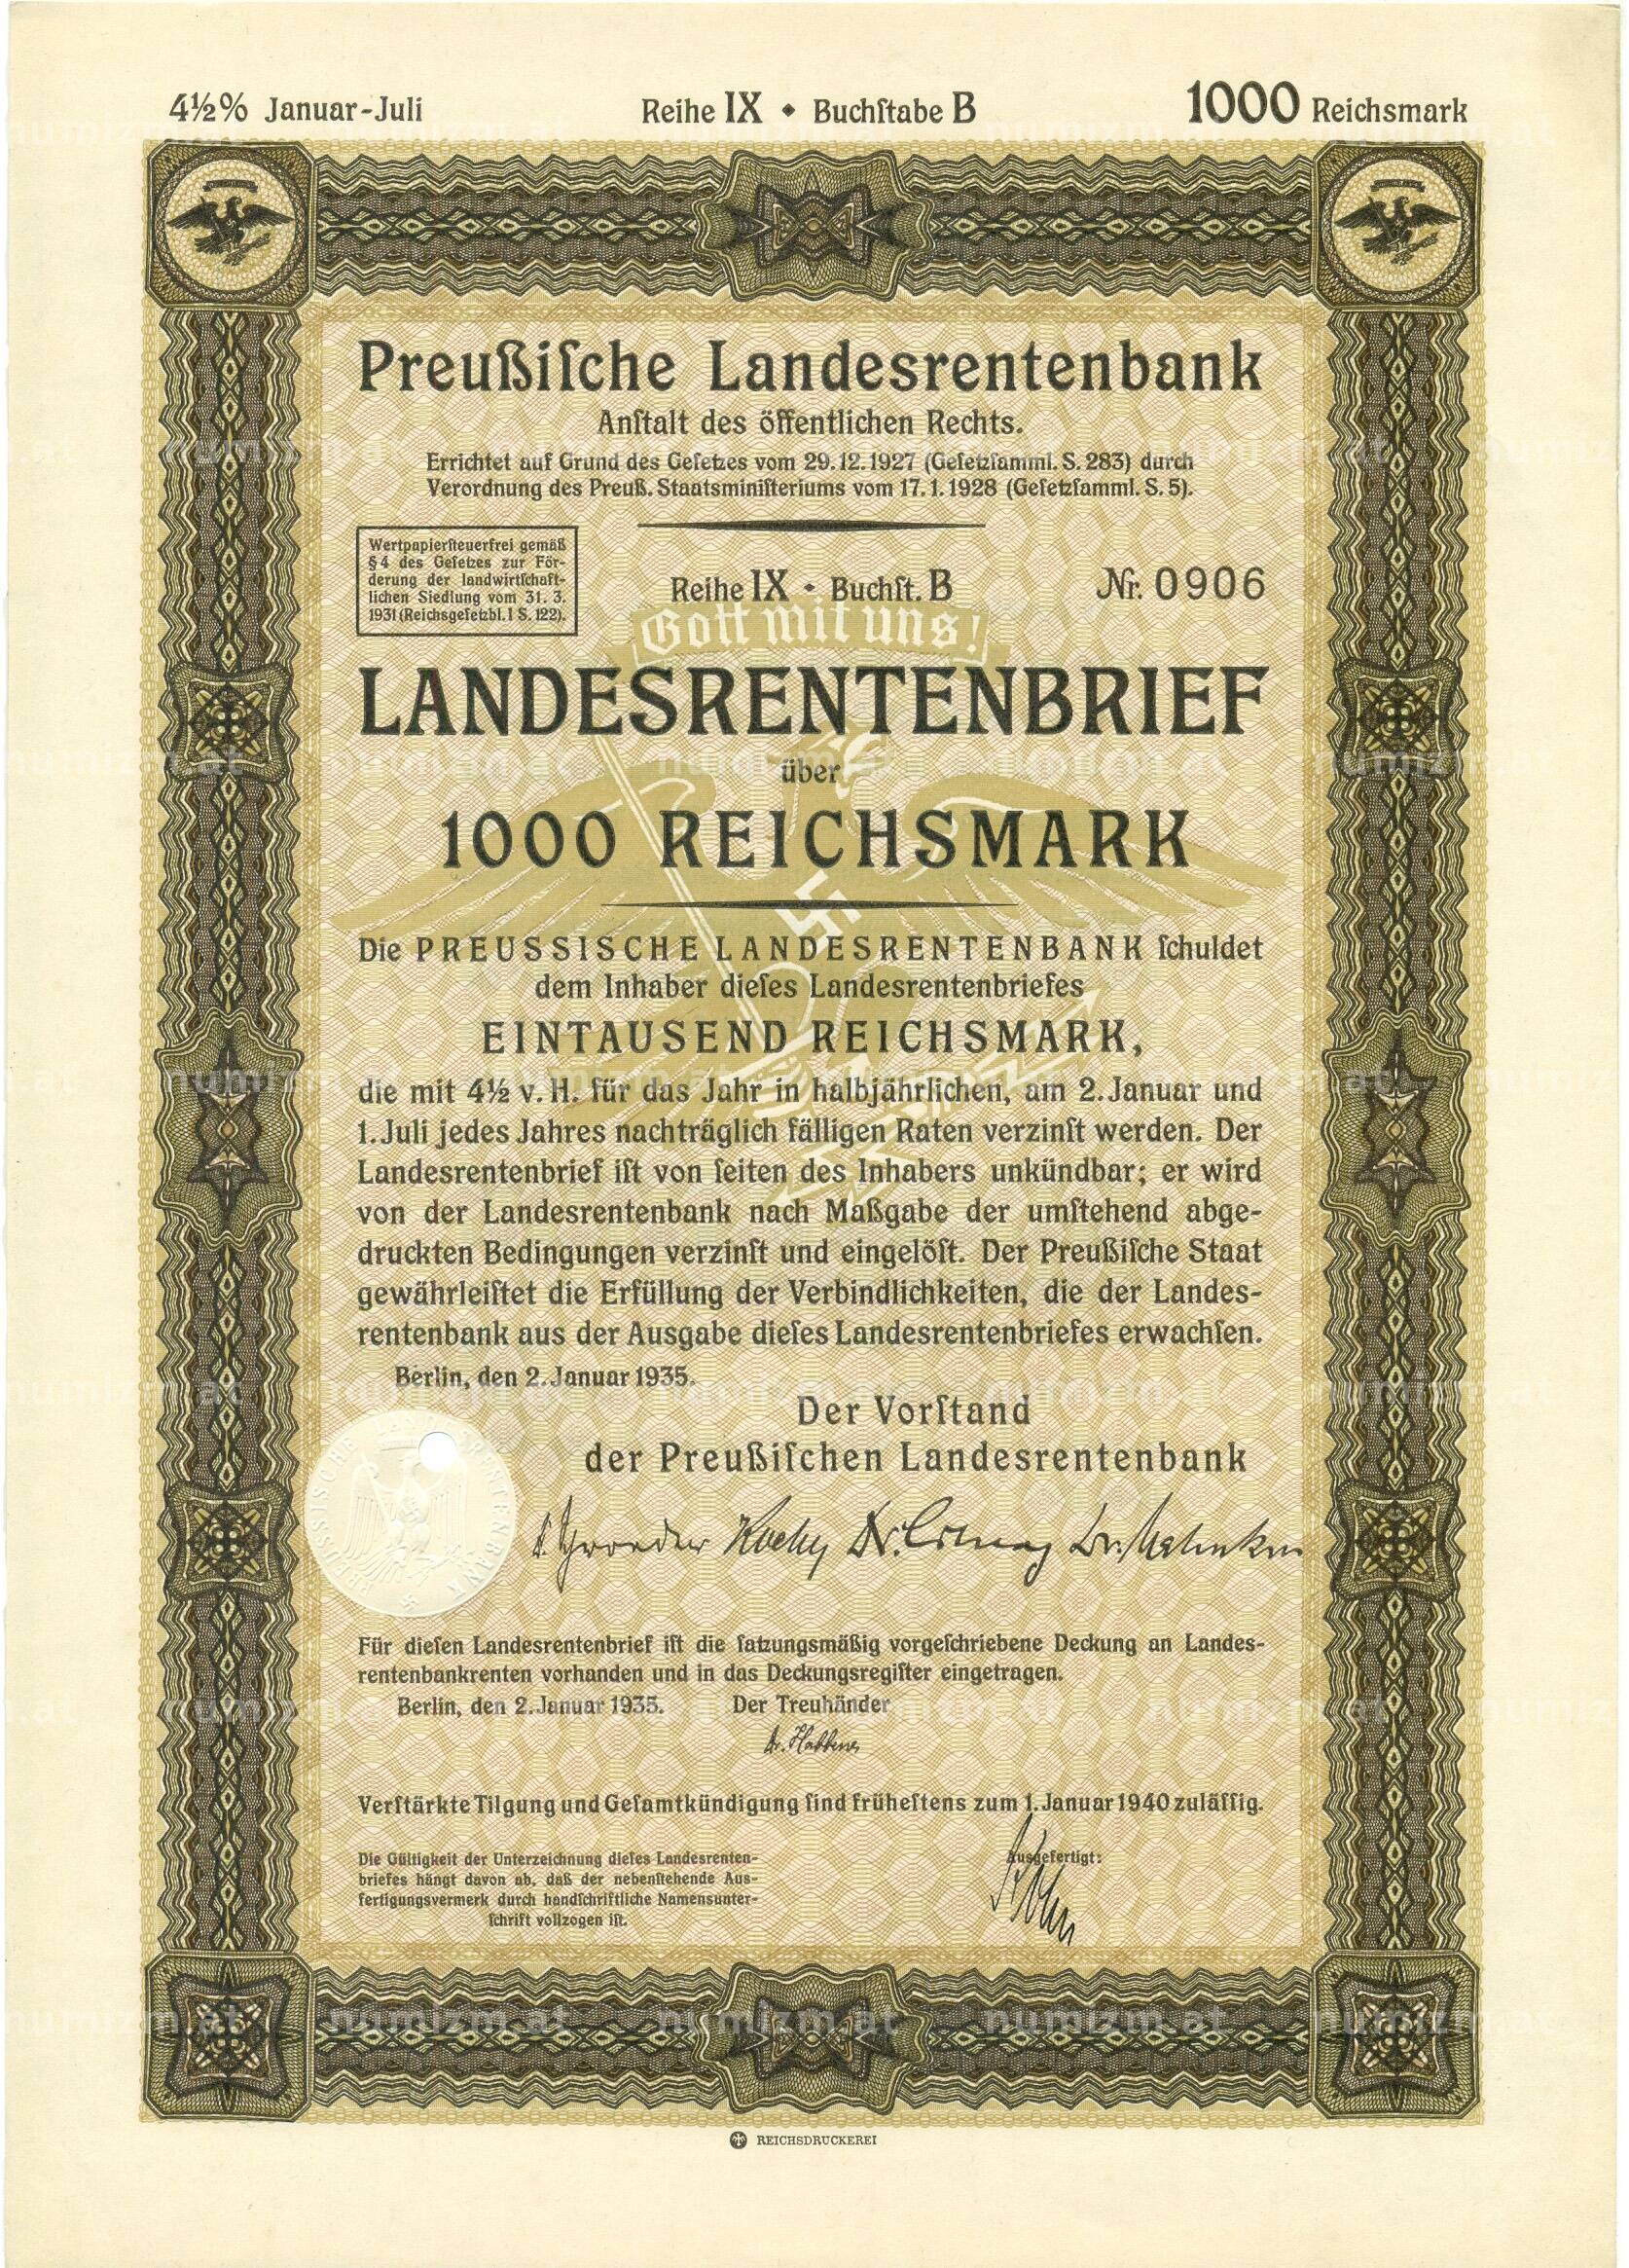 4½% Januar-Juli Reihe IX • Buchſtabe B 1000 Reichsmark
Preußiſche Landesrentenbank
Anſtalt des öffentlichen Rechts.
Errichtet auf Grund des Geſetzes vom 29.12.1927 (Geſetzſamml. S. 283) durch
Verordnung des Preuß. Staatsminiſteriums vom 17.1.1928 (Geſetzſamml. S. 5).
Wertpapierſteuerfrei gemäß
§ 4 des Geſetzes zur För-
derung der landwirtſchaft-
lichen Siedlung vom 31. 3.
1931 (Reichsgeſetzbl. I S. 122).
Reihe IX • Buchſt. B Nr. 0906
Gott mit uns!
LANDESRENTENBRIEF
über
1000 REICHSMARK
Die PREUSSISCHE LANDESRENTENBANK ſchuldet
dem Inhaber dieſes Landesrentenbriefes
EINTAUSEND REICHSMARK,
die mit 4½ v. H. für das Jahr in halbjährlichen, am 2. Januar und
1. Juli jedes Jahres nachträglich fälligen Raten verzinſt werden. Der
Landesrentenbrief iſt von ſeiten des Inhabers unkündbar; er wird
von der Landesrentenbank nach Maßgabe der umſtehend abge-
druckten Bedingungen verzinſt und eingelöſt. Der Preußiſche Staat
gewährleiſtet die Erfüllung der Verbindlichkeiten, die der Landes-
rentenbank aus der Ausgabe dieſes Landesrentenbriefes erwachſen.
Berlin, den 2. Januar 1935.
Der Vorſtand
der Preußiſchen Landesrentenbank
PREUSSISCHE LANDESRENTENBANK
Für dieſen Landesrentenbrief iſt die ſatzungsmäßig vorgeſchriebene Deckung an Landes-
rentenbankrenten vorhanden und in das Deckungsregiſter eingetragen.
Berlin, den 2. Januar 1935. Der Treuhänder
Verſtärkte Tilgung und Geſamtkündigung ſind früheſtens zum 1. Januar 1940 zuläſſig.
Die Gültigkeit der Unterzeichnung dieſes Landesrenten-
briefes hängt davon ab, daß der nebenſtehende Aus-
fertigungsvermerk durch handſchriftliche Namensunter-
ſchrift vollzogen iſt.
Ausgefertigt:
REICHSDRUCKEREI
numizm.at